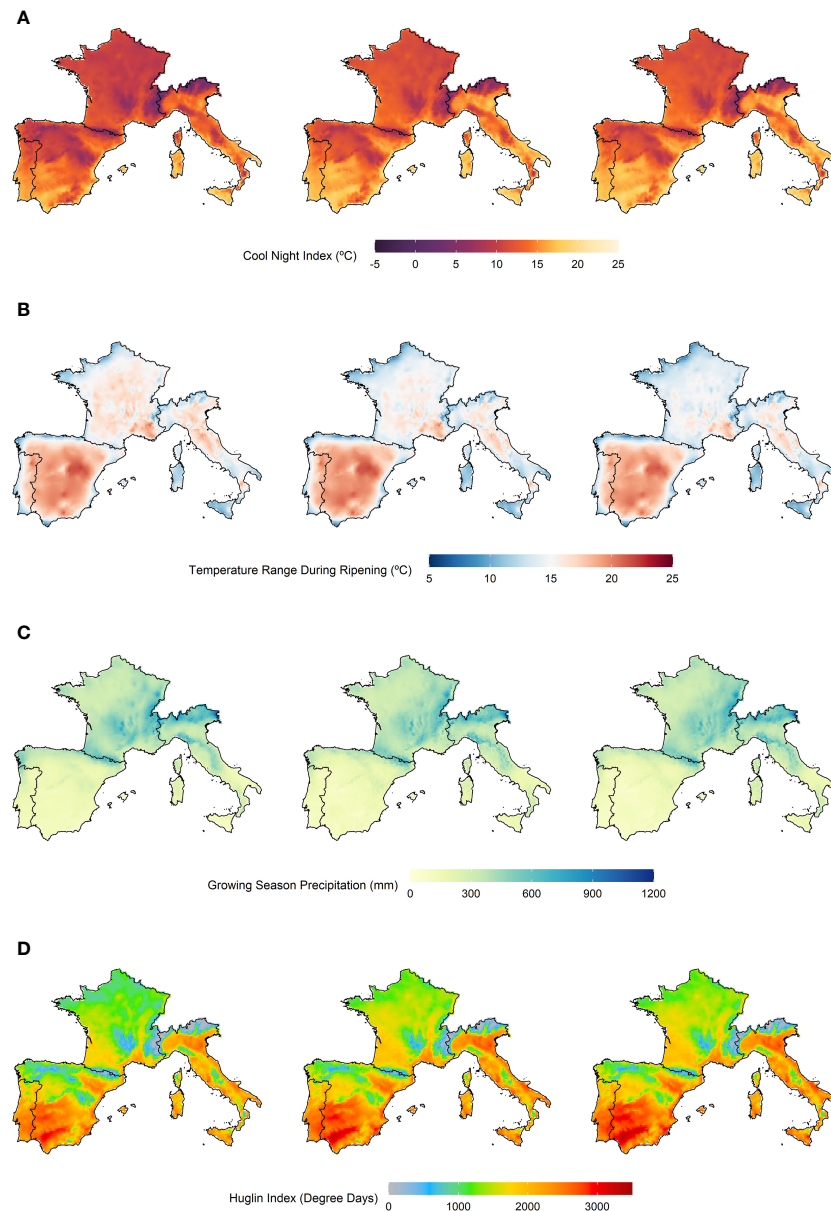 A
Cool Night Index (ºC)
-5 0 5 10 15 20 25
B
Temperature Range During Ripening (ºC)
5 10 15 20 25
C
Growing Season Precipitation (mm)
0 300 600 900 1200
D
Huglin Index (Degree Days)
0 1000 2000 3000